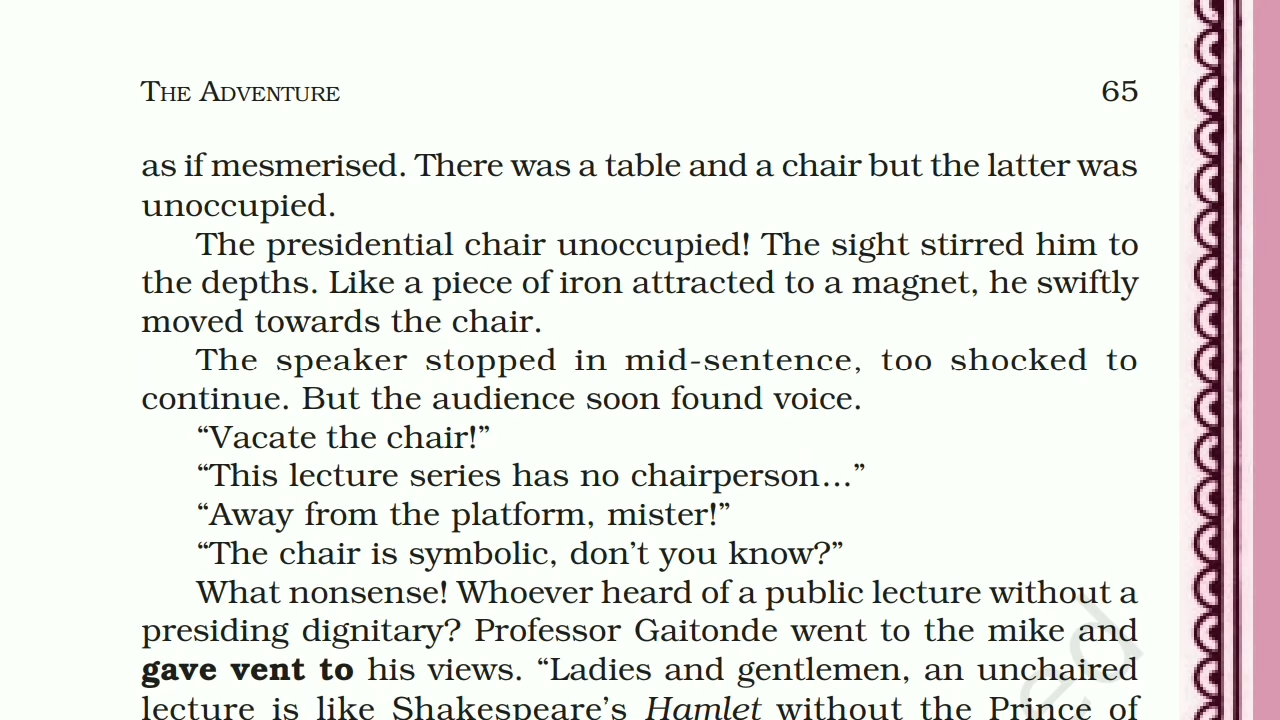 THE ADVENTURE 65
as if mesmerised. There was a table and a chair but the latter was
unoccupied.
The presidential chair unoccupied! The sight stirred him to
the depths. Like a piece of iron attracted to a magnet, he swiftly
moved towards the chair.
The speaker stopped in mid-sentence, too shocked to
continue. But the audience soon found voice.
“Vacate the chair!”
“This lecture series has no chairperson...”
“Away from the platform, mister!”
“The chair is symbolic, don’t you know?”
What nonsense! Whoever heard of a public lecture without a
presiding dignitary? Professor Gaitonde went to the mike and
gave vent to his views. “Ladies and gentlemen, an unchaired
lecture is like Shakespeare’s Hamlet without the Prince of